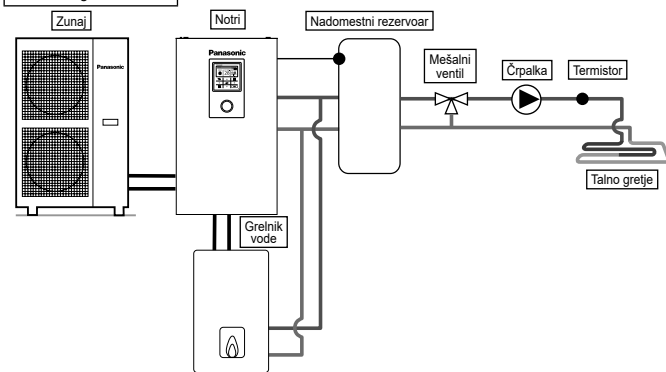 Zunaj
Notri
Nadomestni rezervoar
Panasonic
Panasonic
Mešalni
ventil
Črpalka
Termistor
Talno gretje
Grelnik
vode